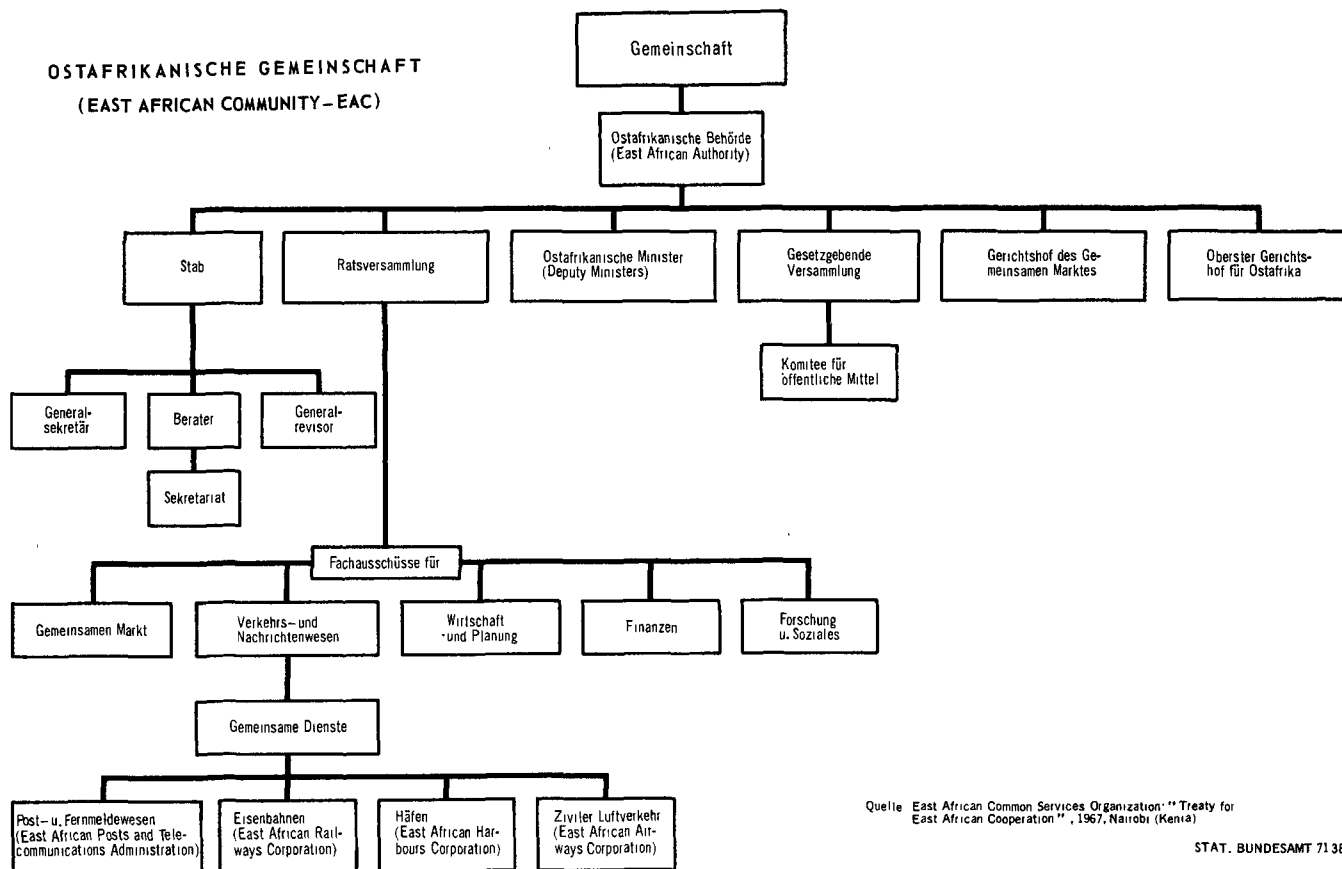 OSTAFRIKANISCHE GEMEINSCHAFT
(EAST AFRICAN COMMUNITY–EAC)
Gemeinschaft
Ostafrikanische Behörde
(East African Authority)
Stab
Ratsversammlung
Ostafrikanische Minister
(Deputy Ministers)
Gesetzgebende
Versammlung
Gerichtshof des Ge-
meinsamen Marktes
Oberster Gerichts-
hof für Ostafrika
Komitee für
öffentliche Mittel
General-
sekretär
Berater
General-
revisor
Sekretariat
Fachausschüsse für
Gemeinsamen Markt
Verkehrs– und
Nachrichtenwesen
Wirtschaft
und Planung
Finanzen
Forschung
u. Soziales
Gemeinsame Dienste
Post– u. Fernmeldewesen
(East African Posts and Tele-
communications Administration)
Eisenbahnen
(East African Rail-
ways Corporation)
Häfen
(East African Har-
bours Corporation)
Ziviler Luftverkehr
(East African Air-
ways Corporation)
Quelle East African Common Services Organization: "Treaty for
East African Cooperation", 1967, Nairobi (Kenia)
STAT. BUNDESAMT 71 38